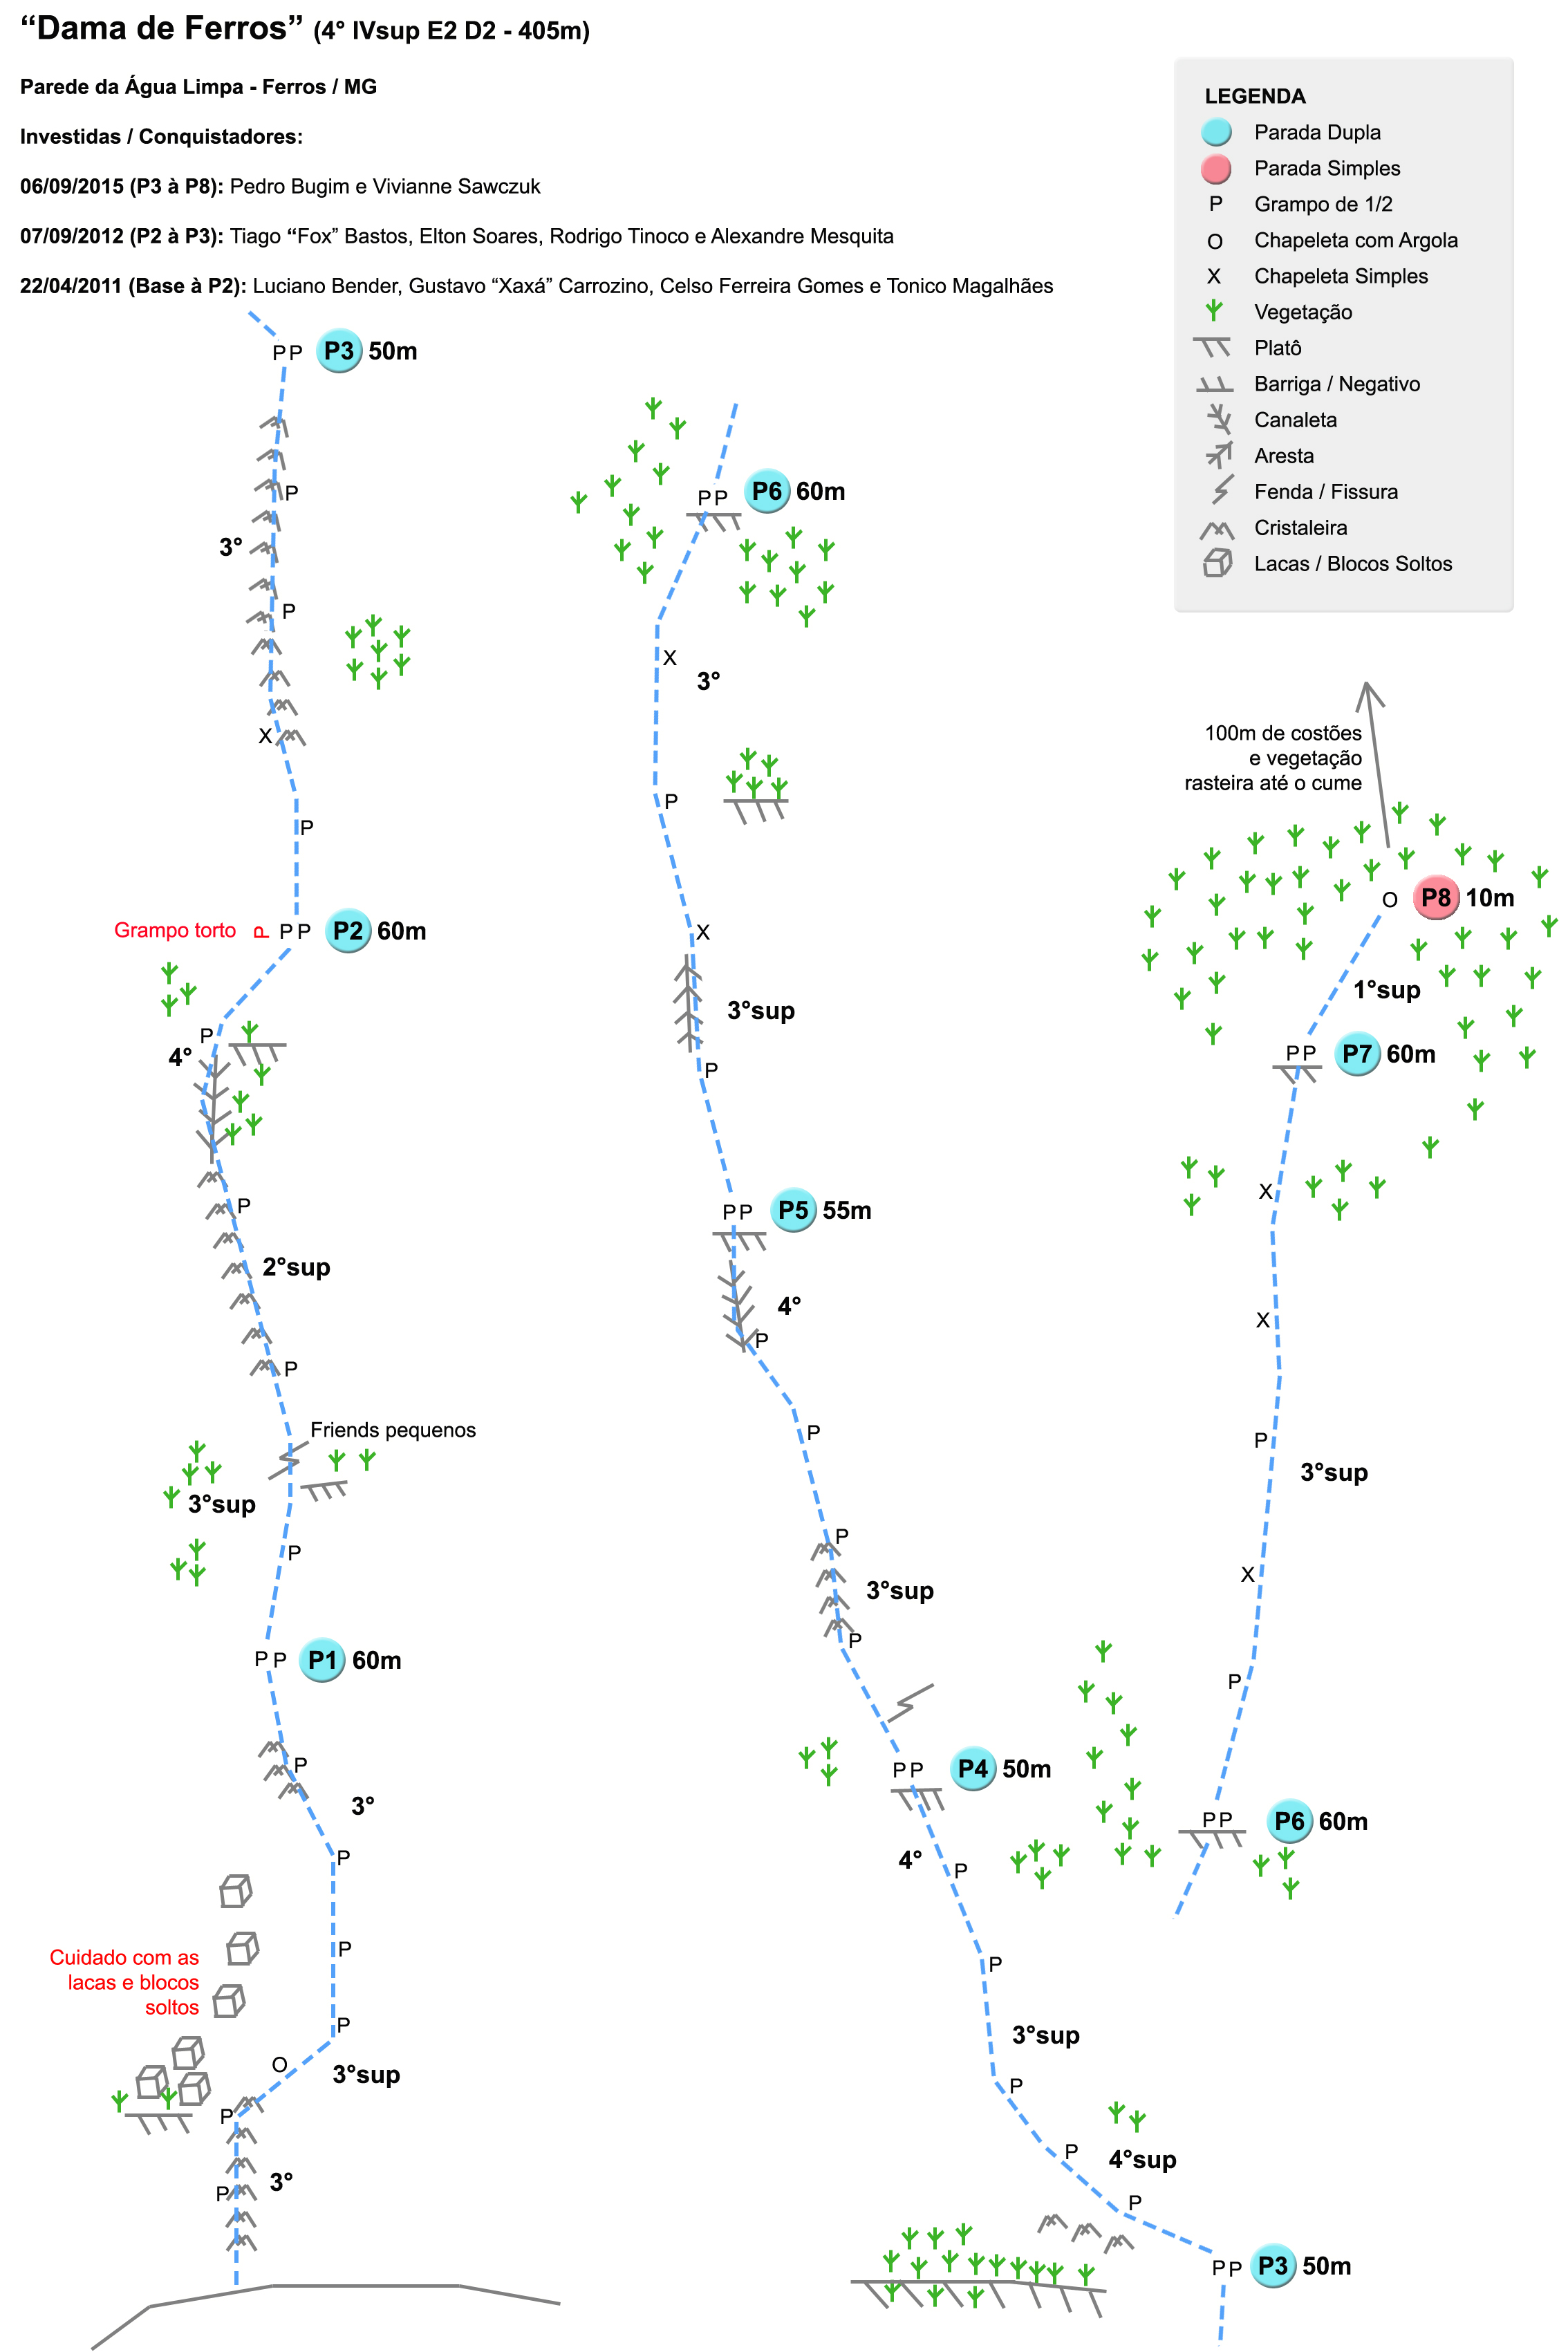 “Dama de Ferros” (4° IVsup E2 D2 - 405m)
Parede da Água Limpa - Ferros / MG
Investidas / Conquistadores:
06/09/2015 (P3 à P8): Pedro Bugim e Vivianne Sawczuk
07/09/2012 (P2 à P3): Tiago “Fox” Bastos, Elton Soares, Rodrigo Tinoco e Alexandre Mesquita
22/04/2011 (Base à P2): Luciano Bender, Gustavo “Xaxá” Carrozino, Celso Ferreira Gomes e Tonico Magalhães
LEGENDA
Parada Dupla
Parada Simples
P Grampo de 1/2
O Chapeleta com Argola
X Chapeleta Simples
Vegetação
Platô
Barriga / Negativo
Canaleta
Aresta
Fenda / Fissura
Cristaleira
Lacas / Blocos Soltos
P P P3 50m
P
3°
P
X
P
Grampo torto P P P P2 60m
P
4°
P
2°sup
P
Friends pequenos
3°sup
P
P P P1 60m
P
3°
P
P
Cuidado com as
lacas e blocos
soltos
P
O
3°sup
P
3°
P
P P P6 60m
X
3°
P
X
3°sup
P
P P P5 55m
4°
P
P
P
3°sup
P
P P P4 50m
4°
P
P
3°sup
P
P
4°sup
P
P P P3 50m
100m de costões
e vegetação
rasteira até o cume
O P8 10m
1°sup
P P P7 60m
X
X
P
3°sup
X
P
P P P6 60m